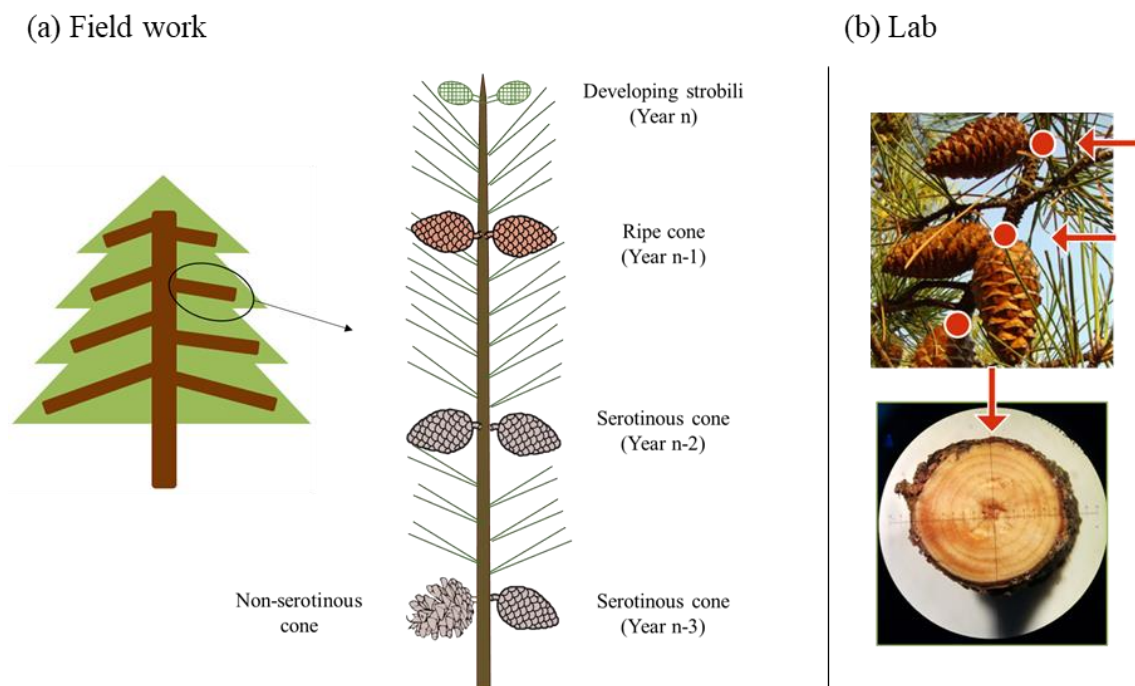 (a) Field work
(b) Lab
Developing strobili
(Year n)
Ripe cone
(Year n-1)
Serotinous cone
(Year n-2)
Non-serotinous
cone
Serotinous cone
(Year n-3)